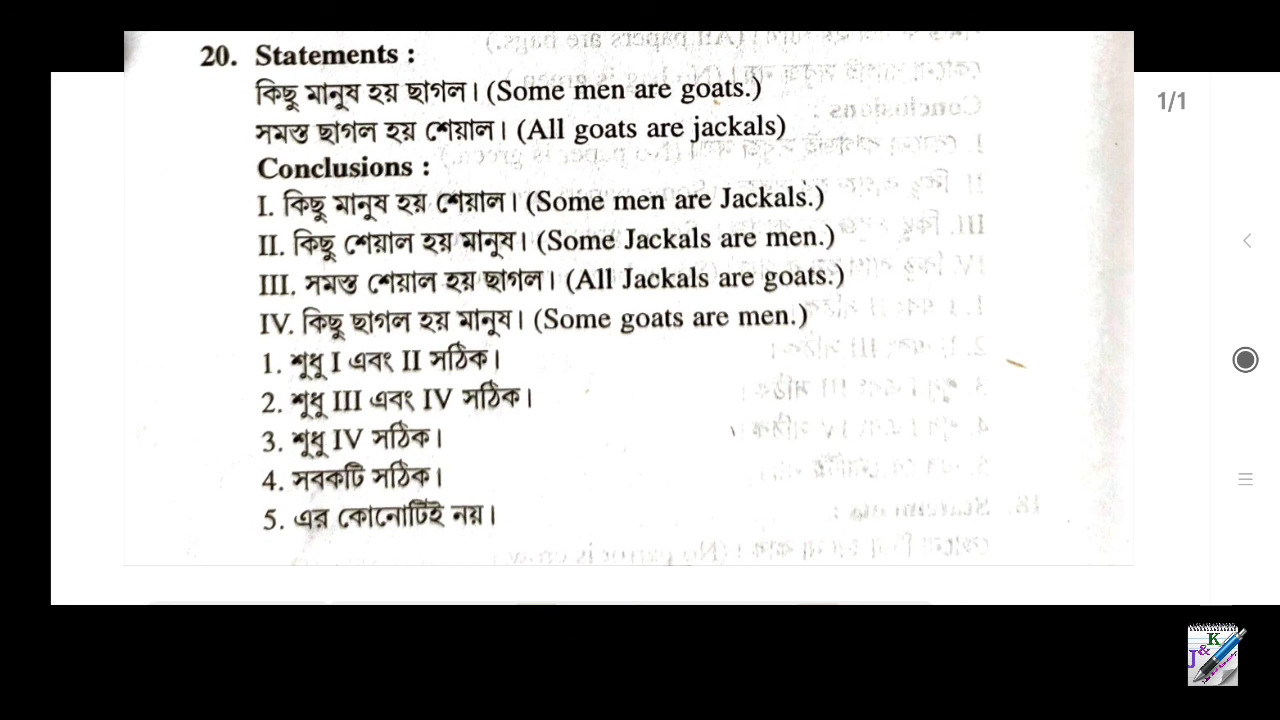 20. Statements :
কিছু মানুষ হয় ছাগল। (Some men are goats.)
সমস্ত ছাগল হয় শেয়াল। (All goats are jackals)
Conclusions :
I. কিছু মানুষ হয় শেয়াল। (Some men are Jackals.)
II. কিছু শেয়াল হয় মানুষ। (Some Jackals are men.)
III. সমস্ত শেয়াল হয় ছাগল। (All Jackals are goats.)
IV. কিছু ছাগল হয় মানুষ। (Some goats are men.)
1. শুধু I এবং II সঠিক।
2. শুধু III এবং IV সঠিক।
3. শুধু IV সঠিক।
4. সবকটি সঠিক।
5. এর কোনোটিই নয়।
1/1
J&K